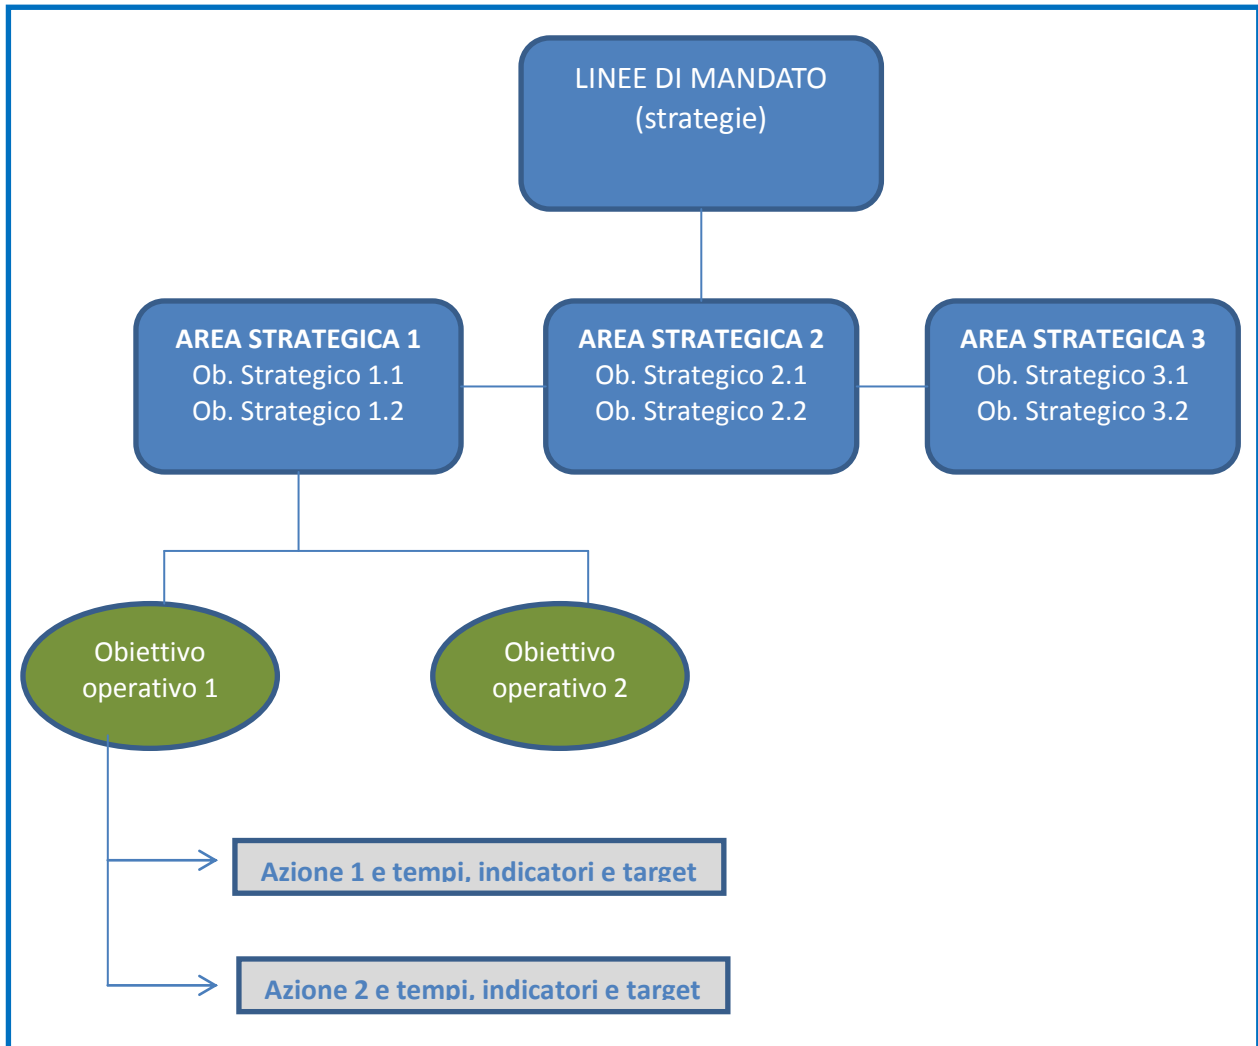 LINEE DI MANDATO
(strategie)
AREA STRATEGICA 1
Ob. Strategico 1.1
Ob. Strategico 1.2
AREA STRATEGICA 2
Ob. Strategico 2.1
Ob. Strategico 2.2
AREA STRATEGICA 3
Ob. Strategico 3.1
Ob. Strategico 3.2
Obiettivo
operativo 1
Obiettivo
operativo 2
Azione 1 e tempi, indicatori e target
Azione 2 e tempi, indicatori e target